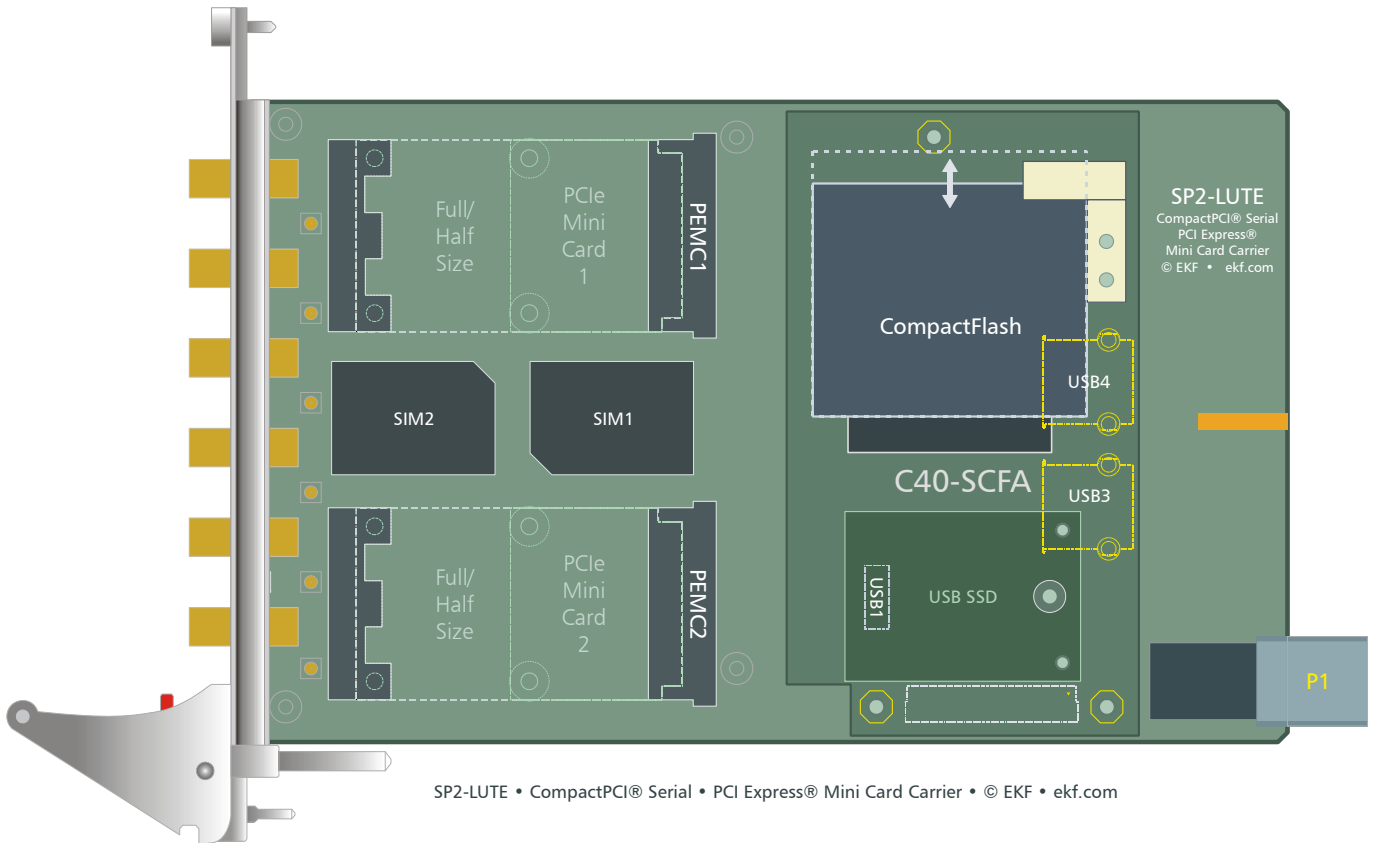 Full/
Half
Size
PCIe
Mini
Card
1
PEMC1
SIM2
SIM1
Full/
Half
Size
PCIe
Mini
Card
2
PEMC2
CompactFlash
USB4
C40-SCFA
USB3
USB1
USB SSD
SP2-LUTE
CompactPCI® Serial
PCI Express®
Mini Card Carrier
© EKF • ekf.com
P1
SP2-LUTE • CompactPCI® Serial • PCI Express® Mini Card Carrier • © EKF • ekf.com